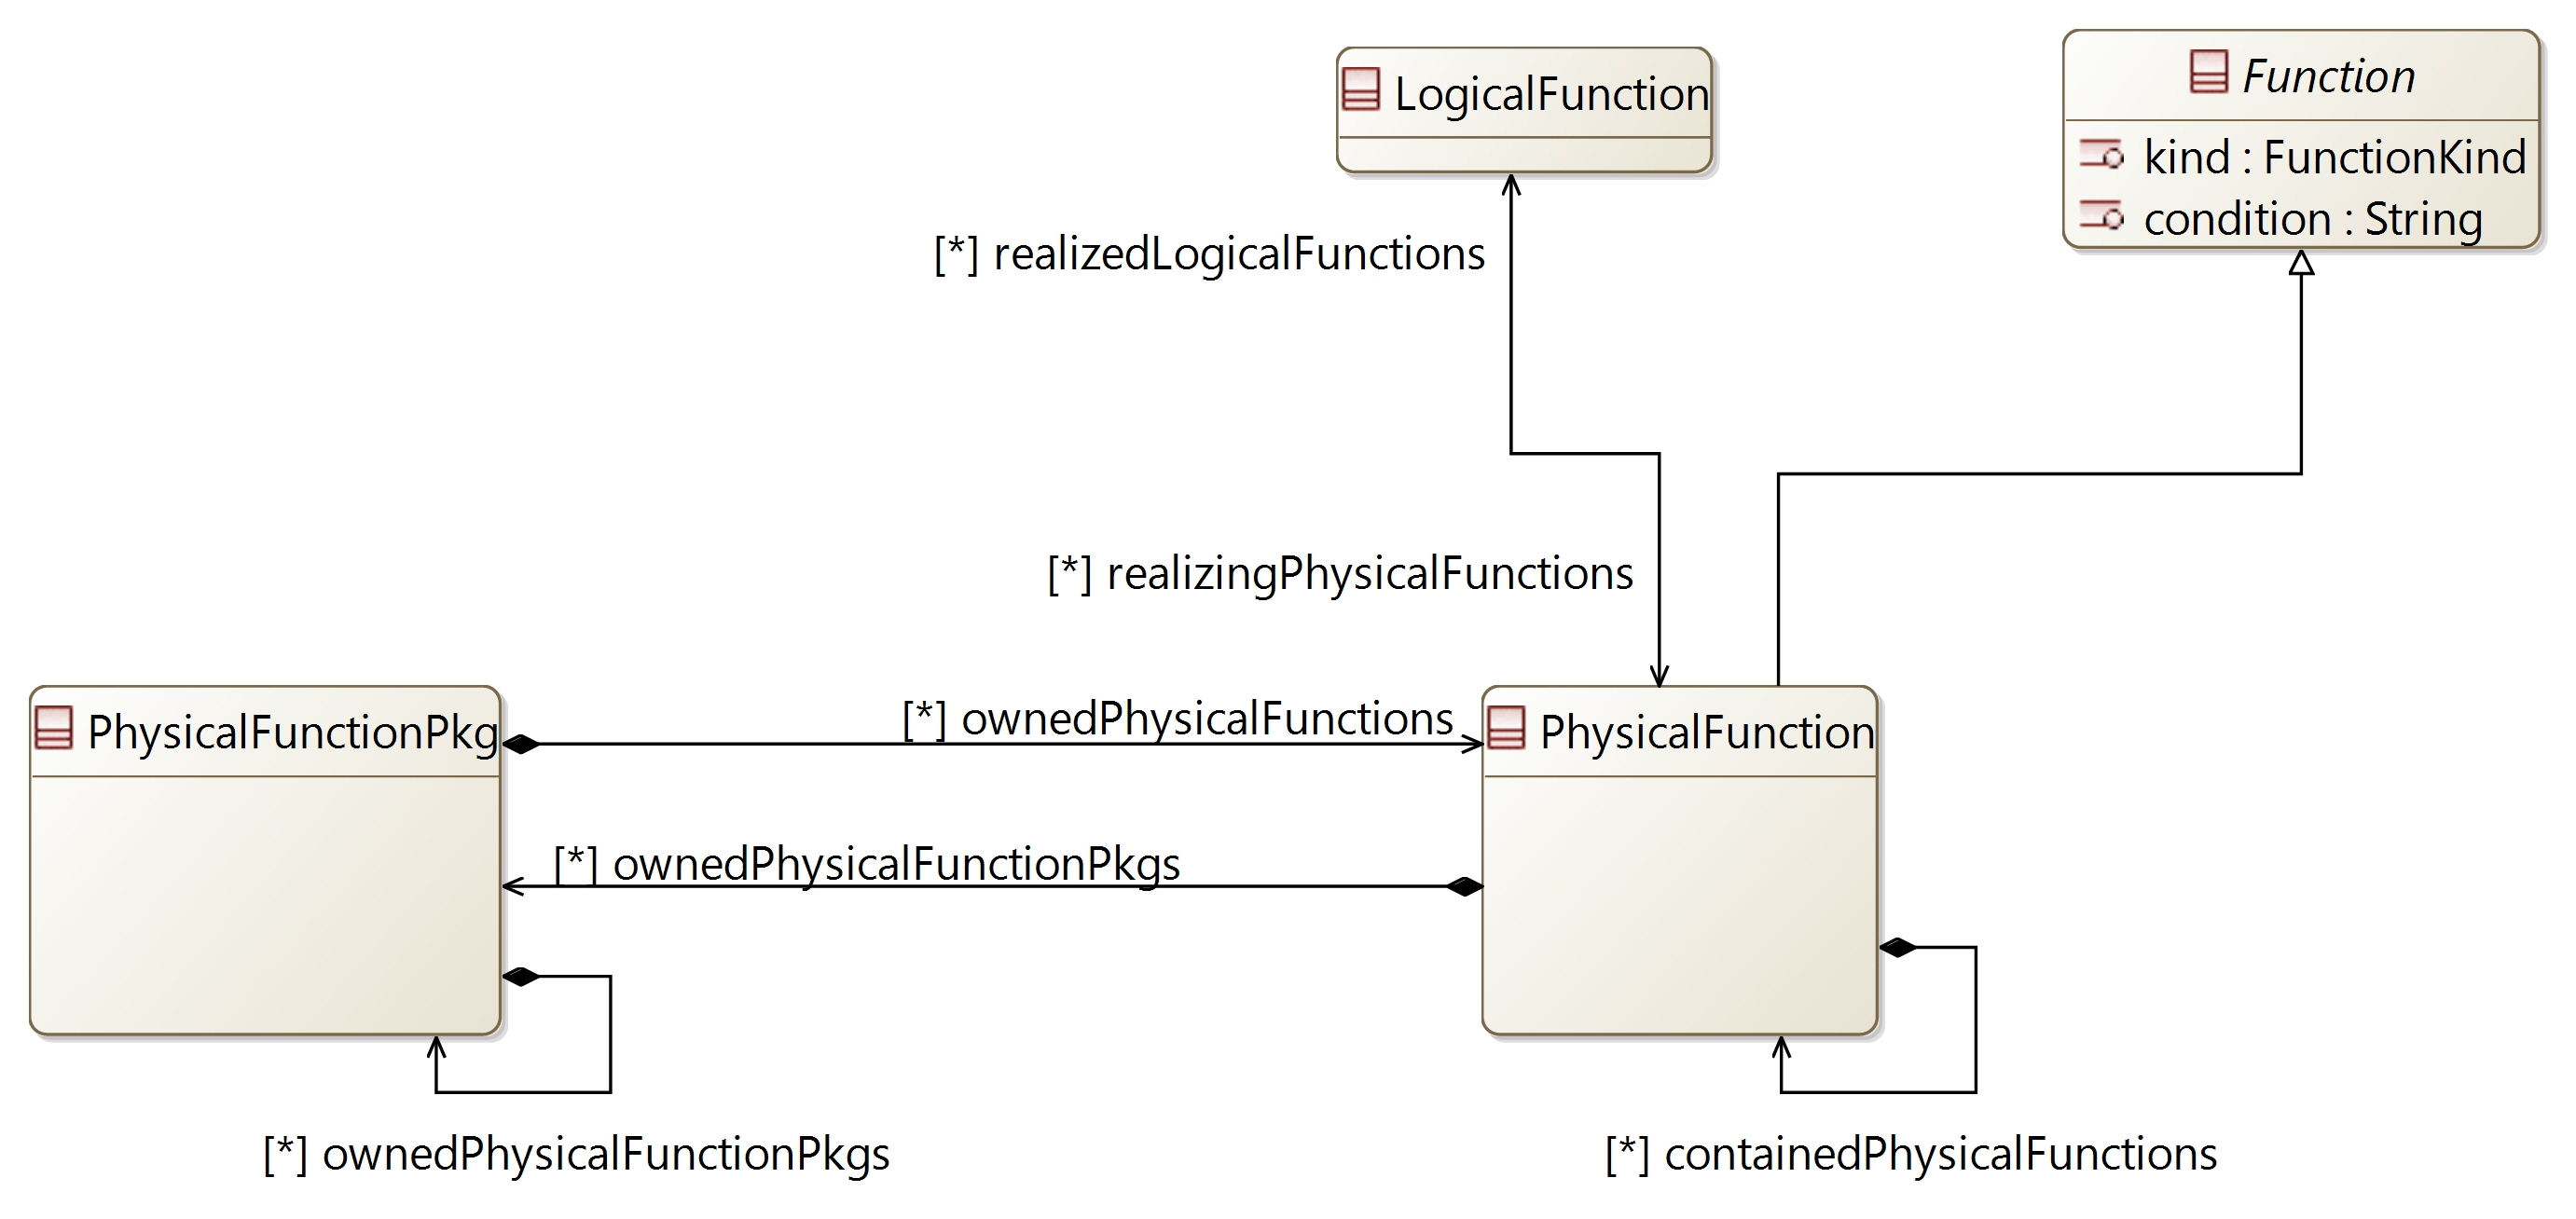 LogicalFunction
Function
kind : FunctionKind
condition : String
[*] realizedLogicalFunctions
[*] realizingPhysicalFunctions
PhysicalFunctionPkg
[*] ownedPhysicalFunctions
PhysicalFunction
[*] ownedPhysicalFunctionPkgs
[*] ownedPhysicalFunctionPkgs
[*] containedPhysicalFunctions